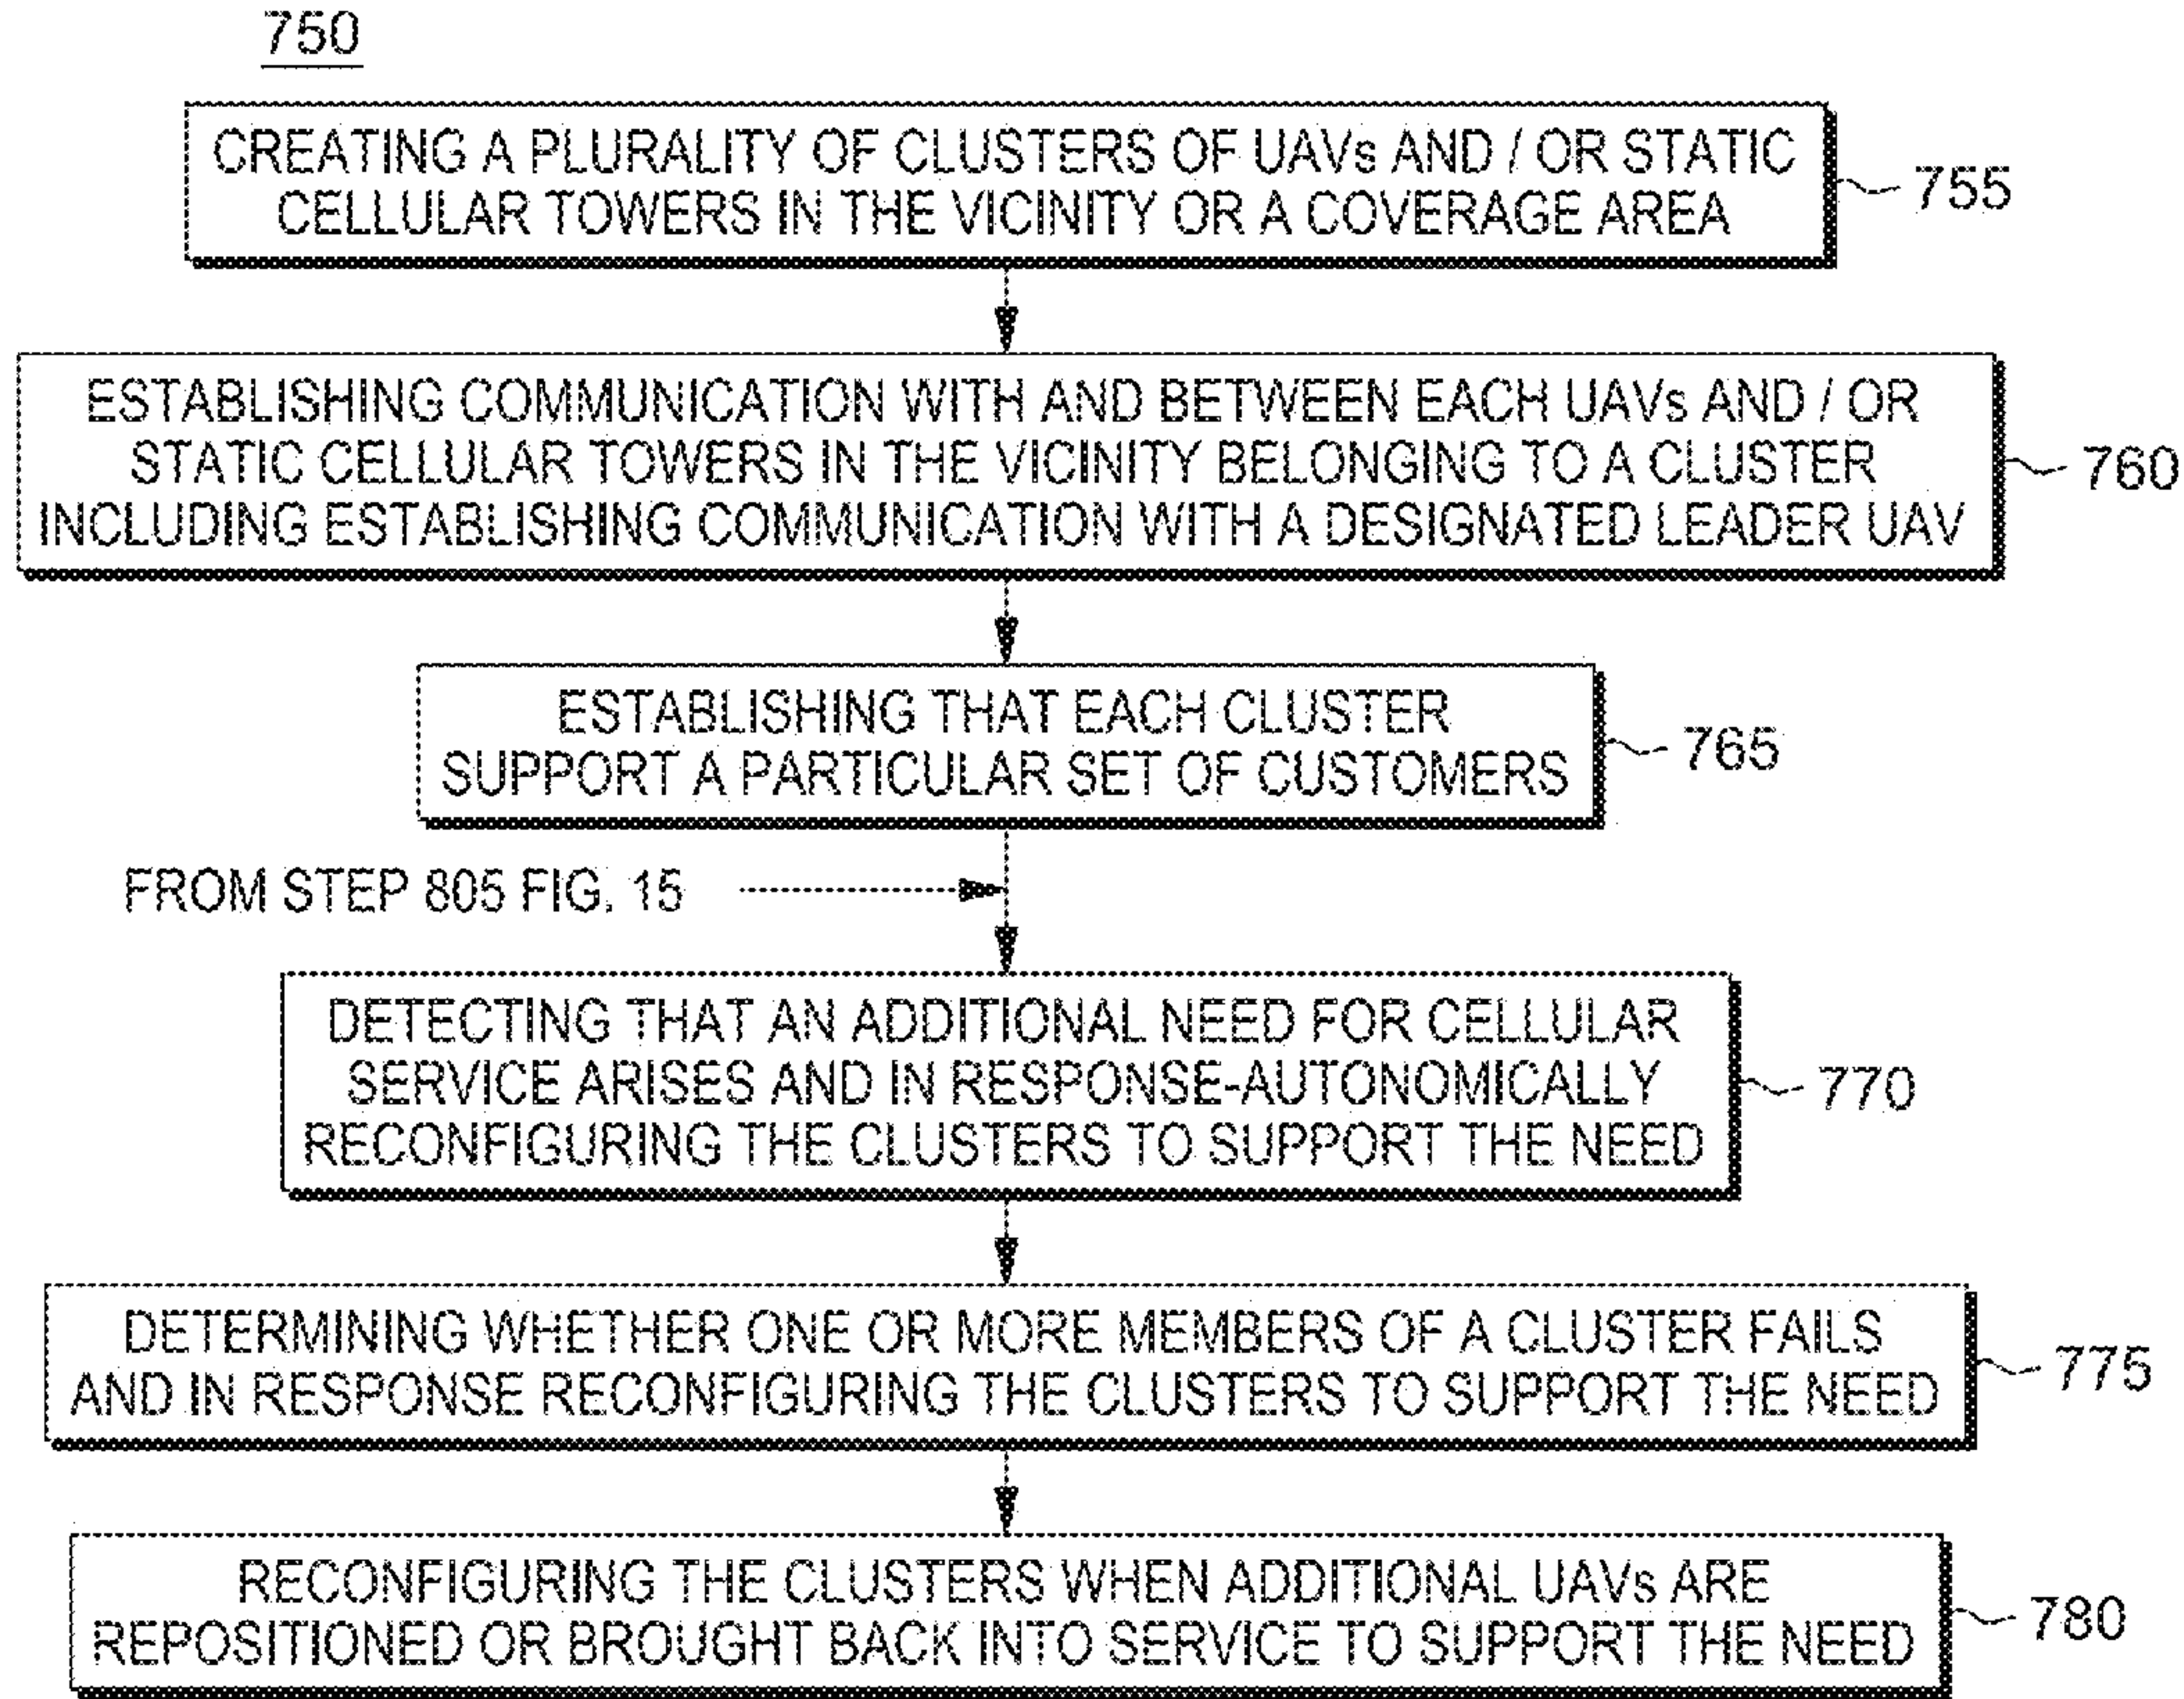 750
CREATING A PLURALITY OF CLUSTERS OF UAVs AND / OR STATIC
CELLULAR TOWERS IN THE VICINITY OR A COVERAGE AREA
755
ESTABLISHING COMMUNICATION WITH AND BETWEEN EACH UAVs AND / OR
STATIC CELLULAR TOWERS IN THE VICINITY BELONGING TO A CLUSTER
INCLUDING ESTABLISHING COMMUNICATION WITH A DESIGNATED LEADER UAV
760
ESTABLISHING THAT EACH CLUSTER
SUPPORT A PARTICULAR SET OF CUSTOMERS
765
FROM STEP 805 FIG. 15
DETECTING THAT AN ADDITIONAL NEED FOR CELLULAR
SERVICE ARISES AND IN RESPONSE-AUTONOMICALLY
RECONFIGURING THE CLUSTERS TO SUPPORT THE NEED
770
DETERMINING WHETHER ONE OR MORE MEMBERS OF A CLUSTER FAILS
AND IN RESPONSE RECONFIGURING THE CLUSTERS TO SUPPORT THE NEED
775
RECONFIGURING THE CLUSTERS WHEN ADDITIONAL UAVs ARE
REPOSITIONED OR BROUGHT BACK INTO SERVICE TO SUPPORT THE NEED
780